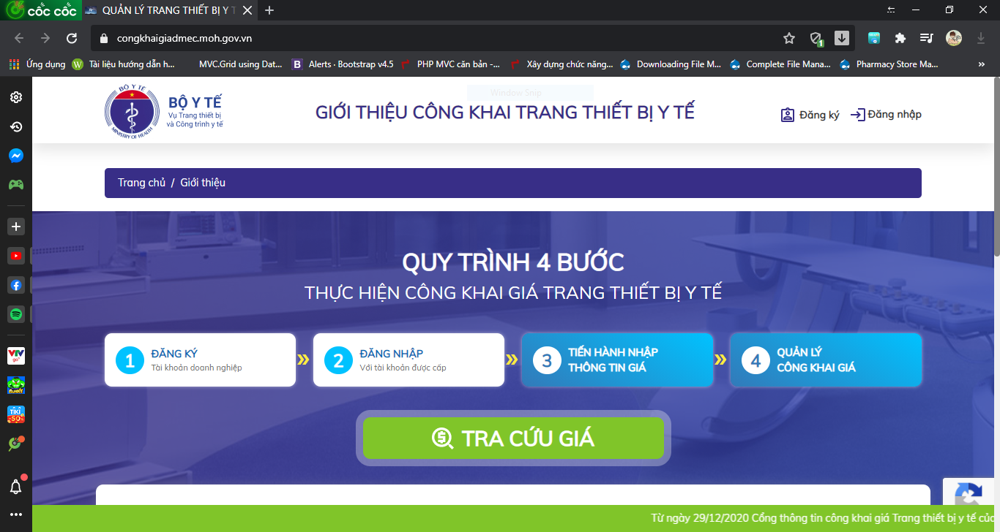 cốc cốc
QUẢN LÝ TRANG THIẾT BỊ Y T
congkhaigiadmec.moh.gov.vn
1
Ứng dụng
Tài liệu hướng dẫn h...
MVC.Grid using Dat...
Alerts · Bootstrap v4.5
PHP MVC căn bản -...
Xây dựng chức năng...
Downloading File M...
Complete File Mana...
Pharmacy Store Ma...
»
BỘ Y TẾ
MINISTRY OF HEALTH
BỘ Y TẾ
Vụ Trang thiết bị
và Công trình y tế
Window Snip
GIỚI THIỆU CÔNG KHAI TRANG THIẾT BỊ Y TẾ
Đăng ký
Đăng nhập
Trang chủ / Giới thiệu
QUY TRÌNH 4 BƯỚC
THỰC HIỆN CÔNG KHAI GIÁ TRANG THIẾT BỊ Y TẾ
1
ĐĂNG KÝ
Tài khoản doanh nghiệp
»
2
ĐĂNG NHẬP
Với tài khoản được cấp
»
3
TIẾN HÀNH NHẬP
THÔNG TIN GIÁ
»
4
QUẢN LÝ
CÔNG KHAI GIÁ
TRA CỨU GIÁ
VTV
go
TIKI
-50%
Từ ngày 29/12/2020 Cổng thông tin công khai giá Trang thiết bị y tế của